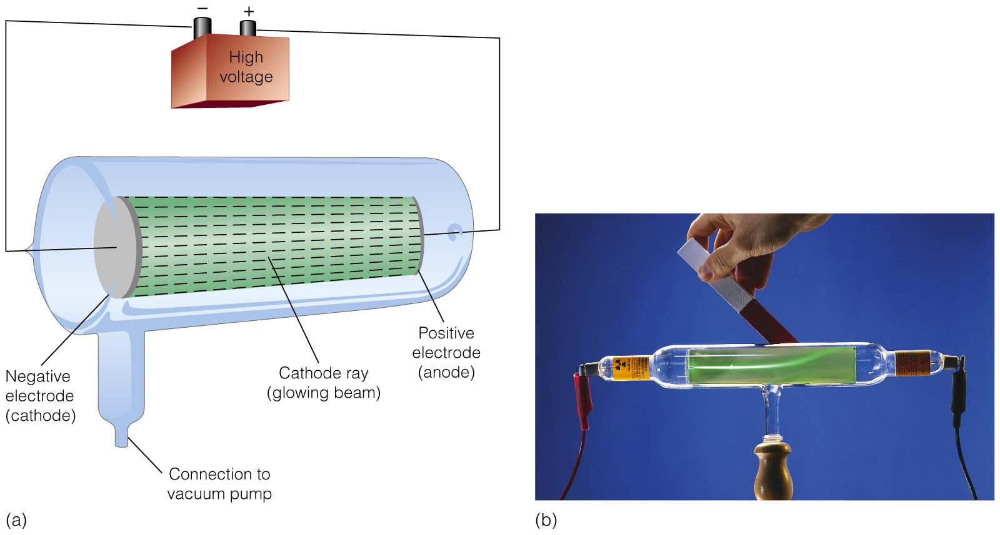 − +
High
voltage
Positive
electrode
(anode)
Negative
electrode
(cathode)
Cathode ray
(glowing beam)
Connection to
vacuum pump
(a)
(b)